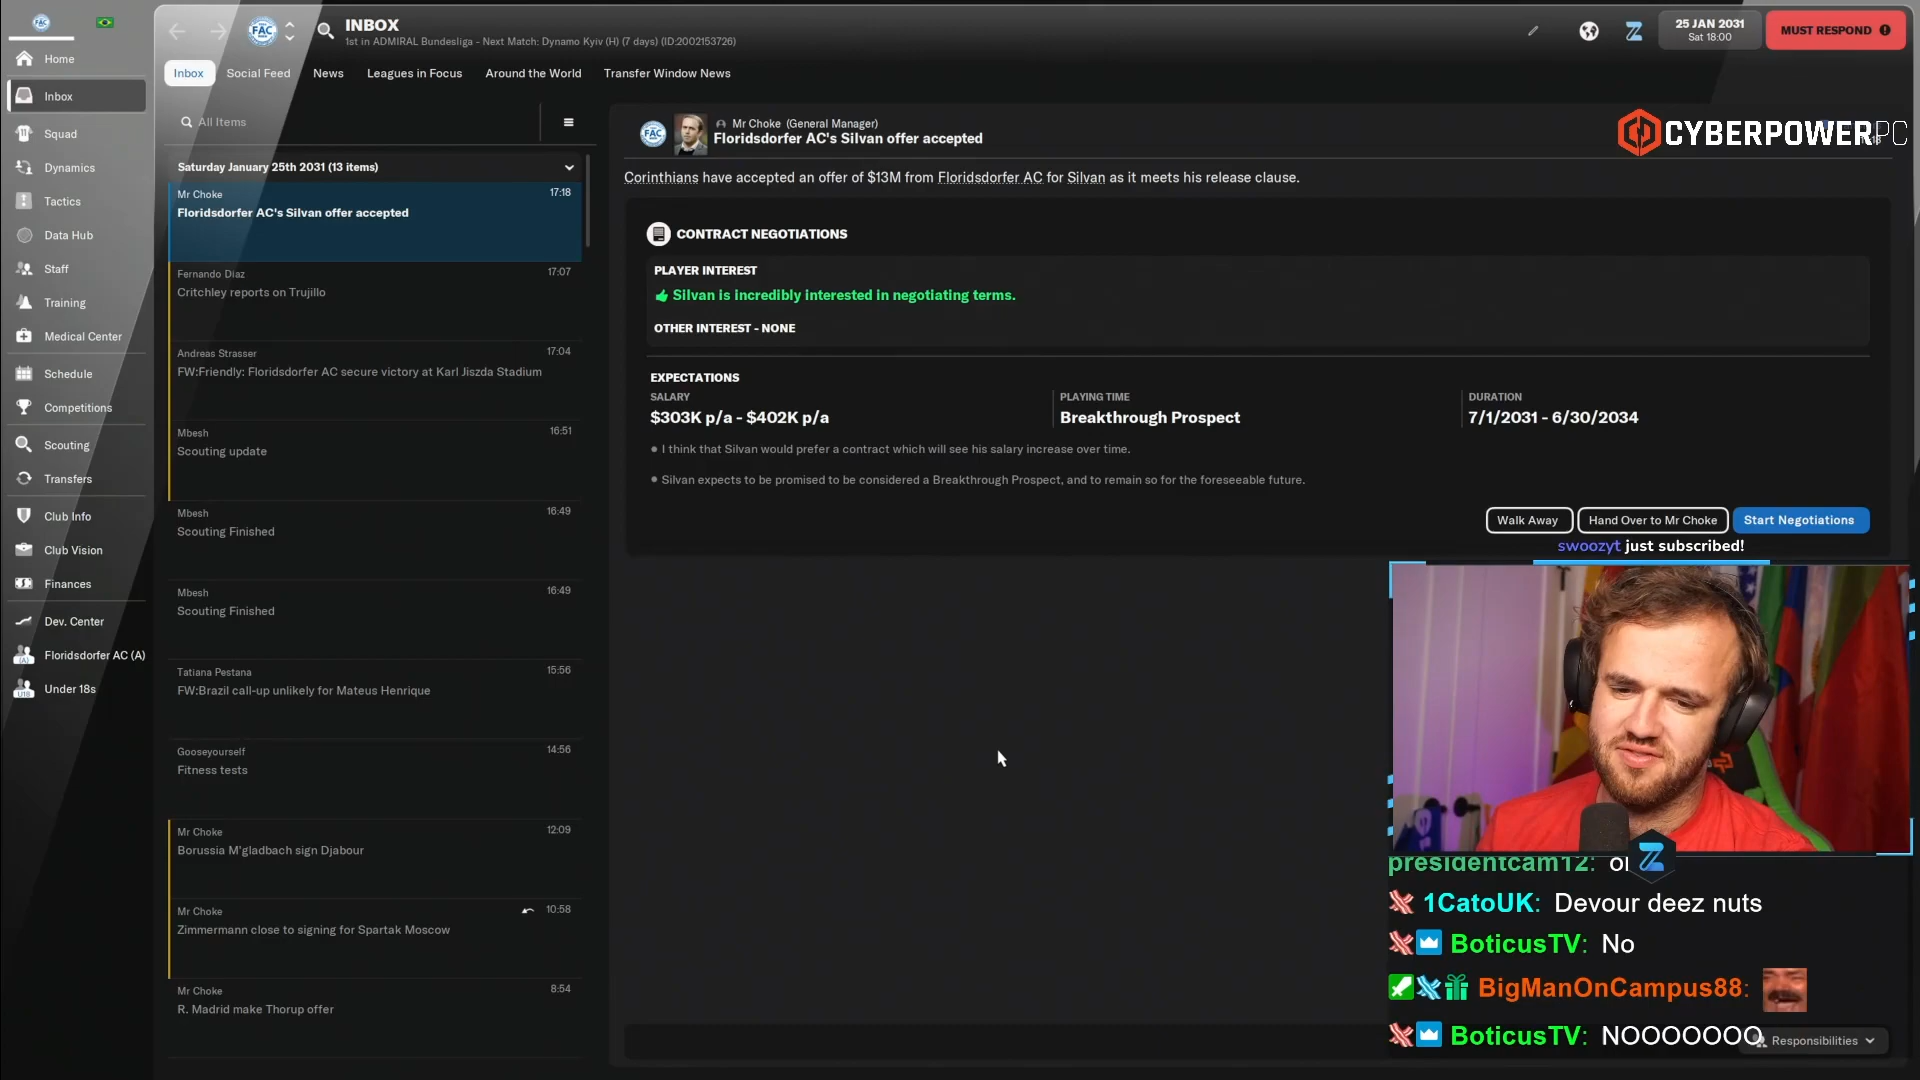 FAC
INBOX
1st in ADMIRAL Bundesliga - Next Match: Dynamo Kyiv (H) (7 days) (ID:2002153726)
25 JAN 2031
Sat 18:00
MUST RESPOND
Home
Inbox
Squad
Dynamics
Tactics
Data Hub
Staff
Training
Medical Center
Schedule
Competitions
Scouting
Transfers
Club Info
Club Vision
Finances
Dev. Center
Floridsdorfer AC (A)
Under 18s
Inbox
Social Feed
News
Leagues in Focus
Around the World
Transfer Window News
All Items
Saturday January 25th 2031 (13 items)
Mr Choke 17:18
Floridsdorfer AC's Silvan offer accepted
Fernando Díaz 17:07
Critchley reports on Trujillo
Andreas Strasser 17:04
FW:Friendly: Floridsdorfer AC secure victory at Karl Jiszda Stadium
Mbesh 16:51
Scouting update
Mbesh 16:49
Scouting Finished
Mbesh 16:49
Scouting Finished
Tatiana Pestana 15:56
FW:Brazil call-up unlikely for Mateus Henrique
Gooseyourself 14:56
Fitness tests
Mr Choke 12:09
Borussia M'gladbach sign Djabour
Mr Choke 10:58
Zimmermann close to signing for Spartak Moscow
Mr Choke 8:54
R. Madrid make Thorup offer
FAC
Mr Choke (General Manager)
Floridsdorfer AC's Silvan offer accepted
CYBERPOWERPC
Corinthians have accepted an offer of $13M from Floridsdorfer AC for Silvan as it meets his release clause.
CONTRACT NEGOTIATIONS
PLAYER INTEREST
Silvan is incredibly interested in negotiating terms.
OTHER INTEREST - NONE
EXPECTATIONS
SALARY
$303K p/a - $402K p/a
PLAYING TIME
Breakthrough Prospect
DURATION
7/1/2031 - 6/30/2034
• I think that Silvan would prefer a contract which will see his salary increase over time.
• Silvan expects to be promised to be considered a Breakthrough Prospect, and to remain so for the foreseeable future.
Walk Away
Hand Over to Mr Choke
Start Negotiations
swoozyt just subscribed!
presidentcam12:
1CatoUK: Devour deez nuts
BoticusTV: No
BigManOnCampus88:
BoticusTV: NOOOOOOO
Responsibilities